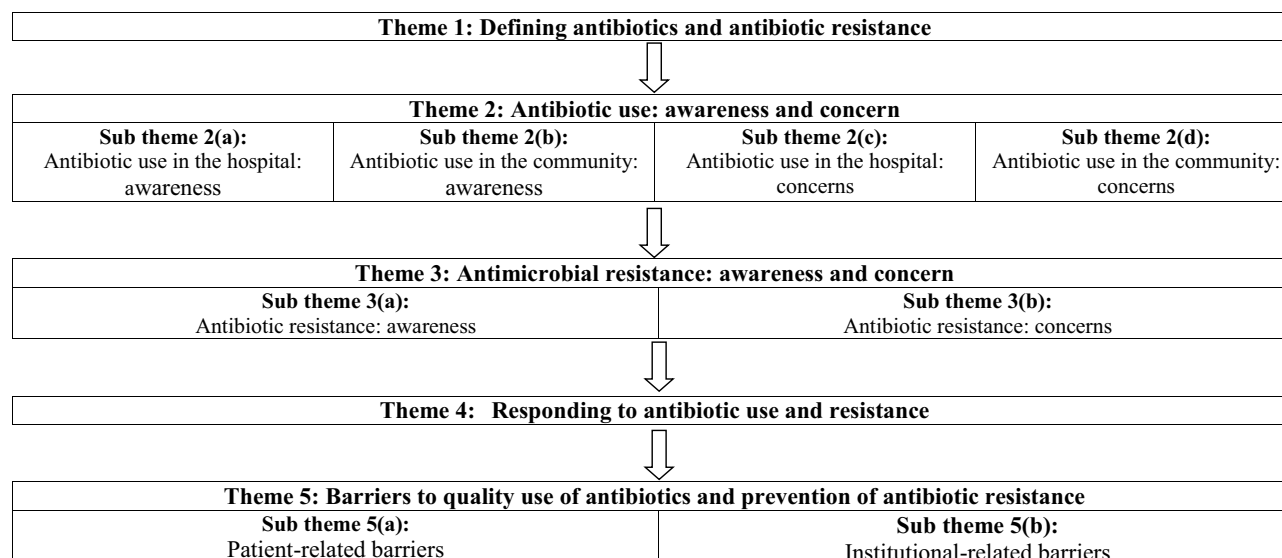 Theme 1: Defining antibiotics and antibiotic resistance
Theme 2: Antibiotic use: awareness and concern
Sub theme 2(a):
Antibiotic use in the hospital:
awareness
Sub theme 2(b):
Antibiotic use in the community:
awareness
Sub theme 2(c):
Antibiotic use in the hospital:
concerns
Sub theme 2(d):
Antibiotic use in the community:
concerns
Theme 3: Antimicrobial resistance: awareness and concern
Sub theme 3(a):
Antibiotic resistance: awareness
Sub theme 3(b):
Antibiotic resistance: concerns
Theme 4: Responding to antibiotic use and resistance
Theme 5: Barriers to quality use of antibiotics and prevention of antibiotic resistance
Sub theme 5(a):
Patient-related barriers
Sub theme 5(b):
Institutional-related barriers